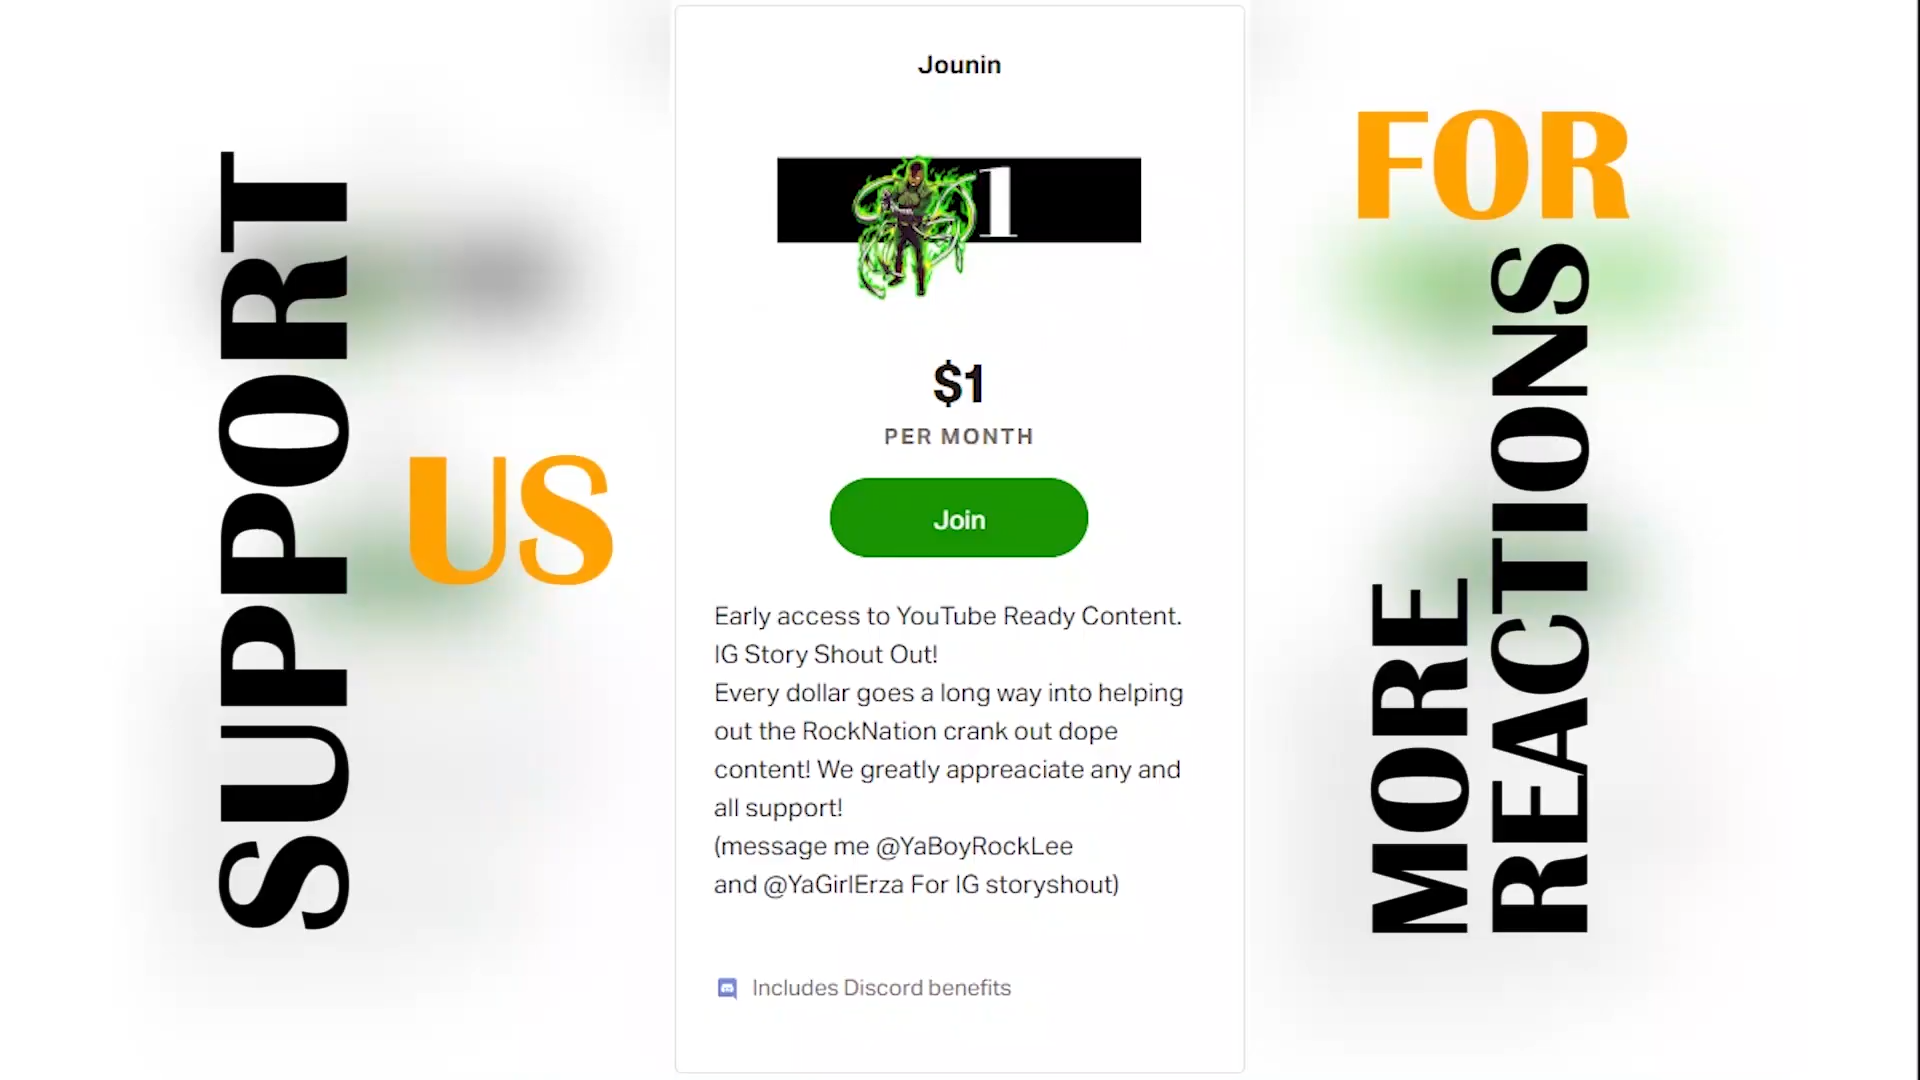 SUPPORT
US
Jounin
1
$1
PER MONTH
Join
Early access to YouTube Ready Content.
IG Story Shout Out!
Every dollar goes a long way into helping
out the RockNation crank out dope
content! We greatly appreaciate any and
all support!
(message me @YaBoyRockLee
and @YaGirlErza For IG storyshout)
Includes Discord benefits
FOR
MORE
REACTIONS